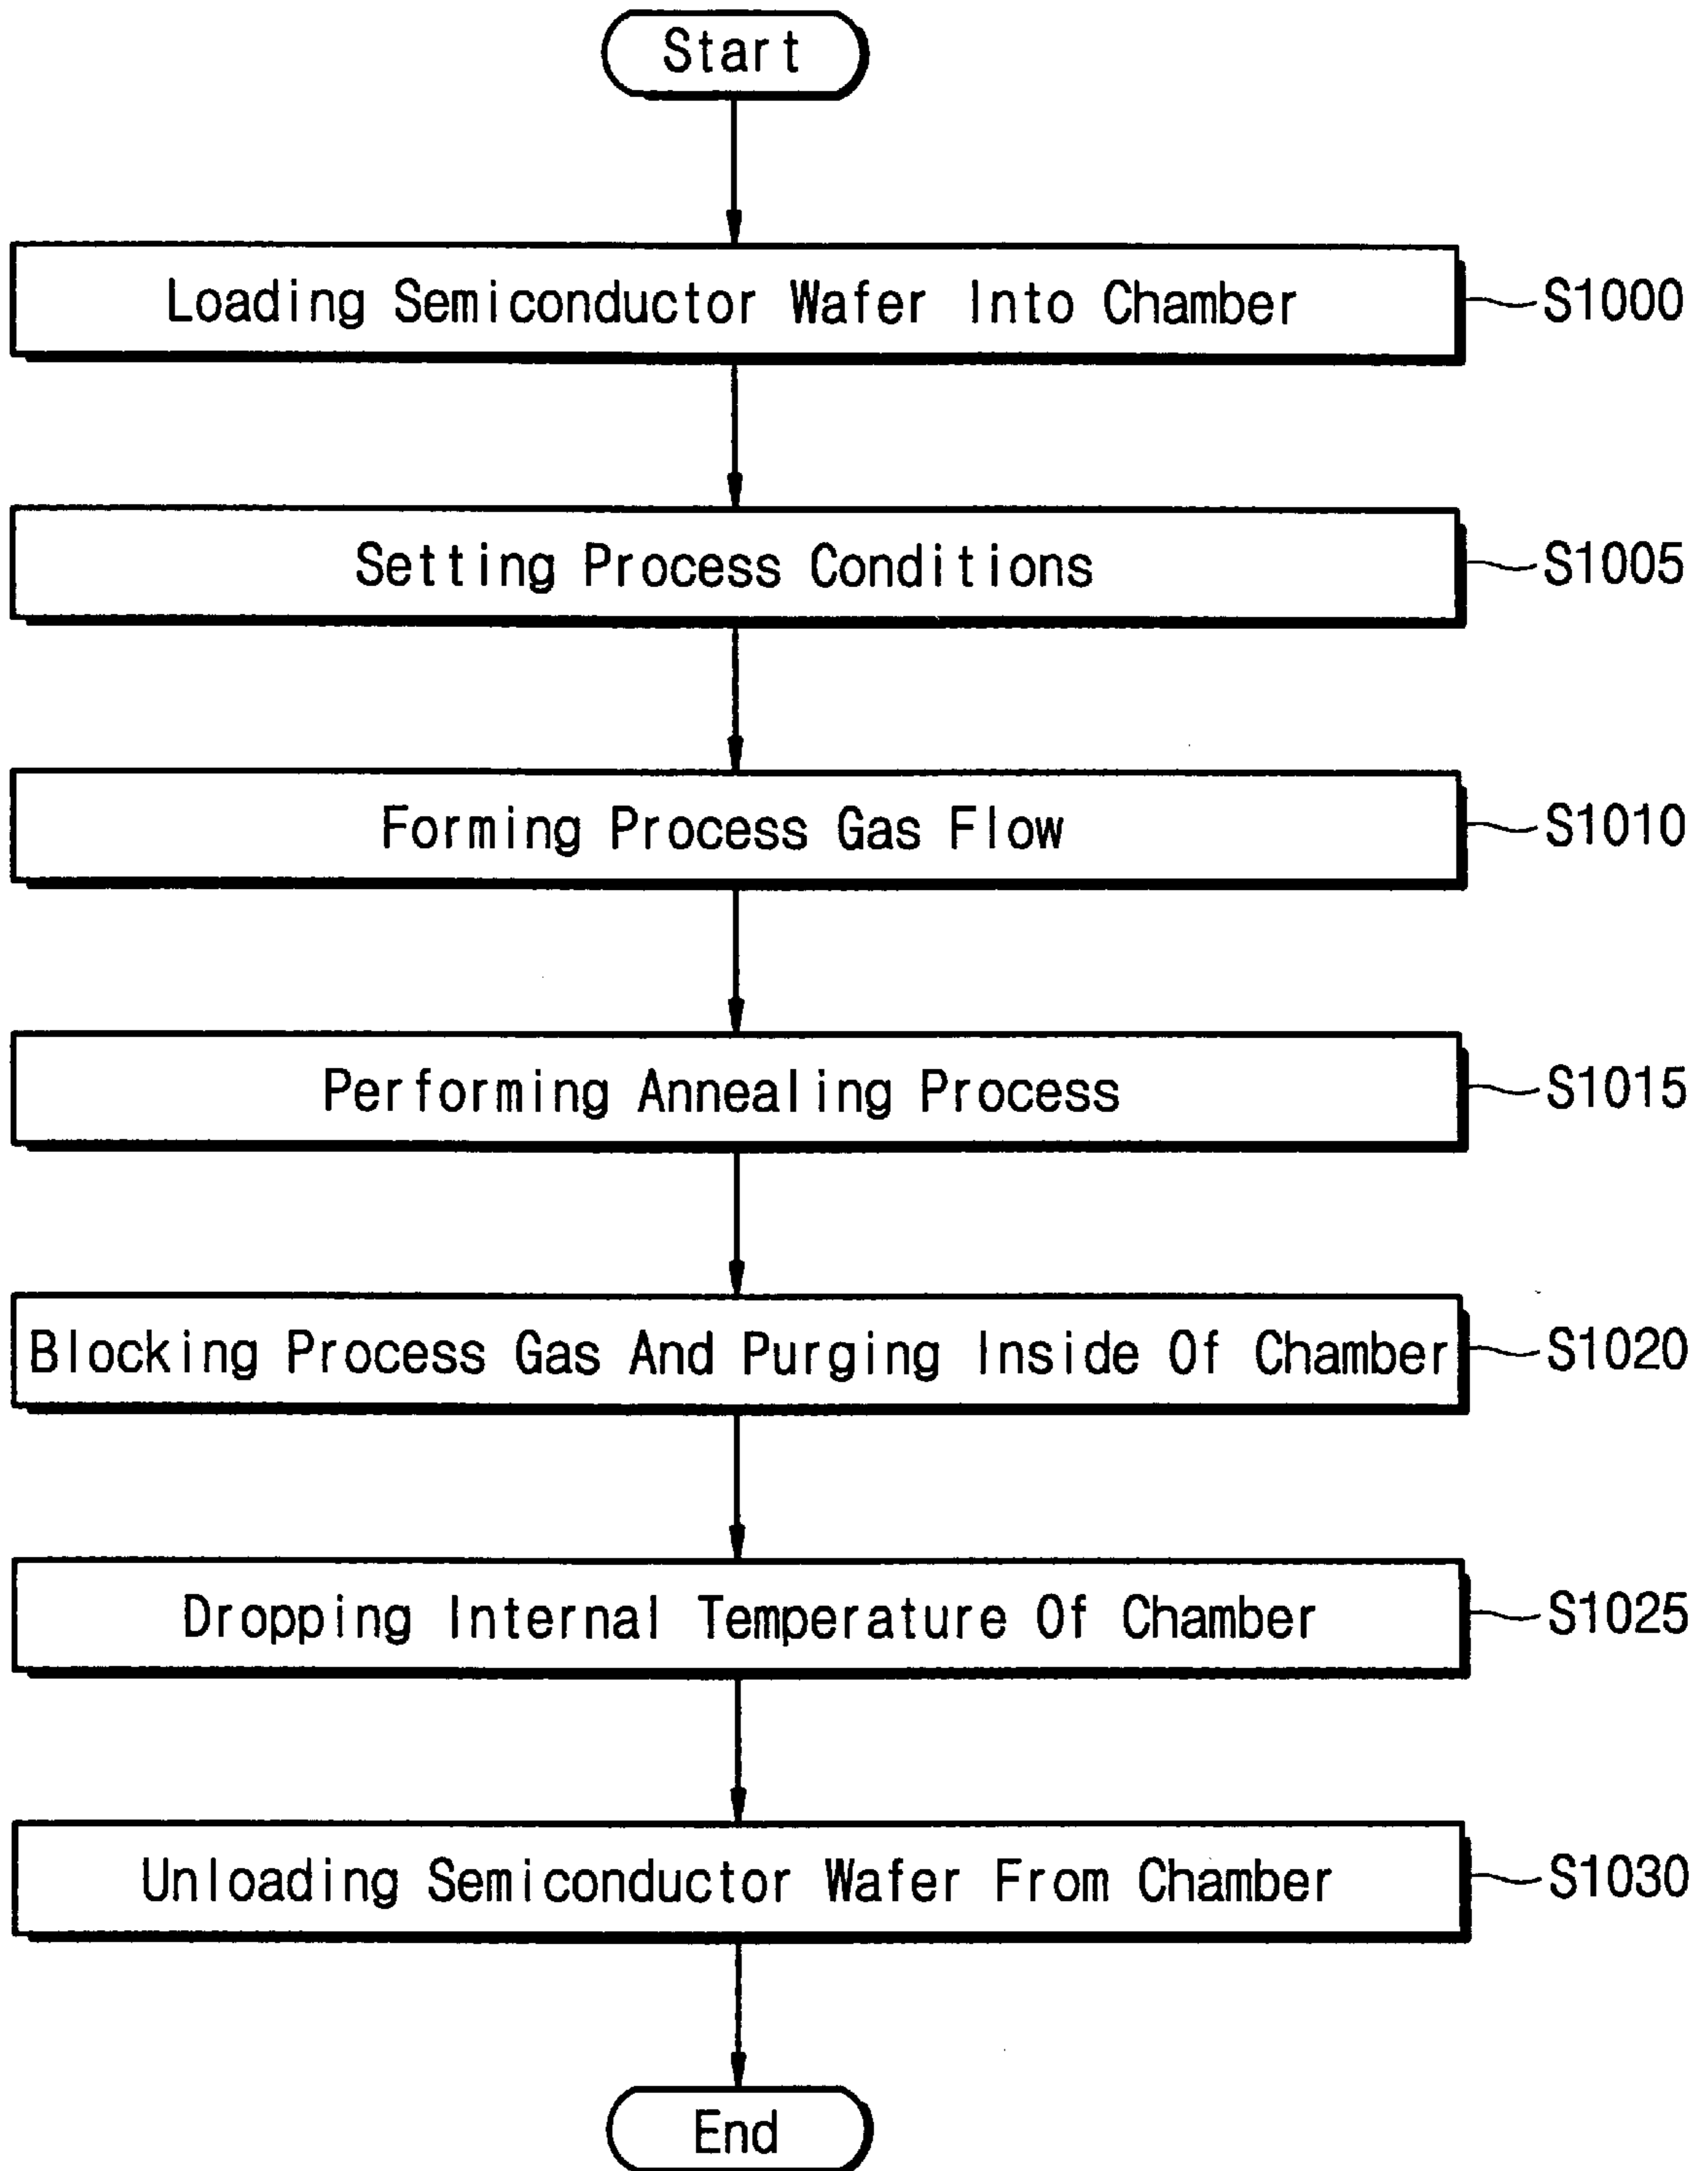 Start
Loading Semiconductor Wafer Into Chamber
S1000
Setting Process Conditions
S1005
Forming Process Gas Flow
S1010
Performing Annealing Process
S1015
Blocking Process Gas And Purging Inside Of Chamber
S1020
Dropping Internal Temperature Of Chamber
S1025
Unloading Semiconductor Wafer From Chamber
S1030
End